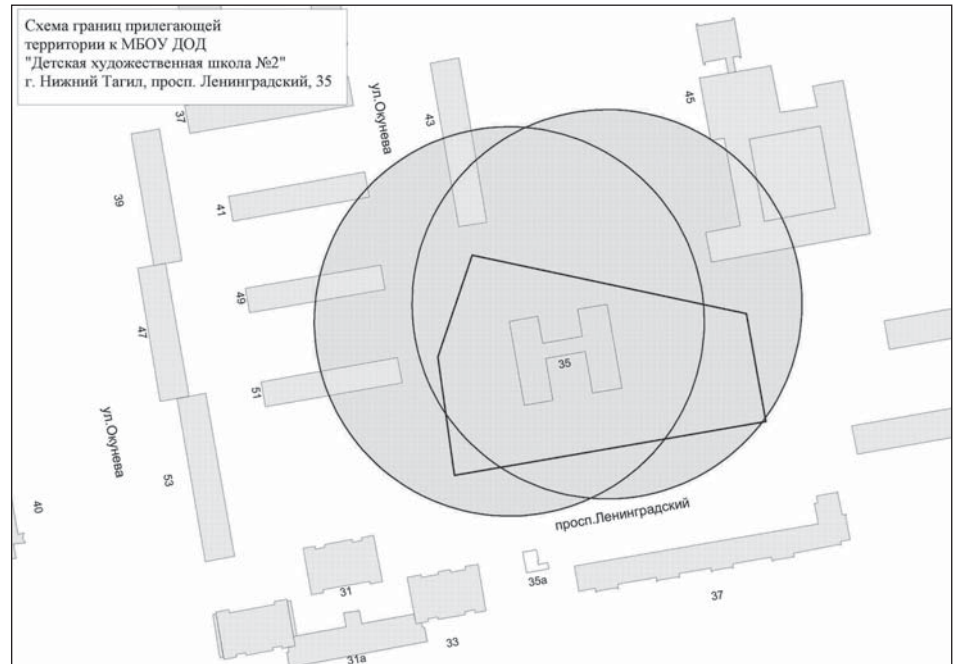 Схема границ прилегающей
территории к МБОУ ДОД
"Детская художественная школа №2"
г. Нижний Тагил, просп. Ленинградский, 35
37
ул.Окунева
43
45
39
41
49
47
35
51
ул.Окунева
53
40
просп.Ленинградский
35а
31
37
33
31а